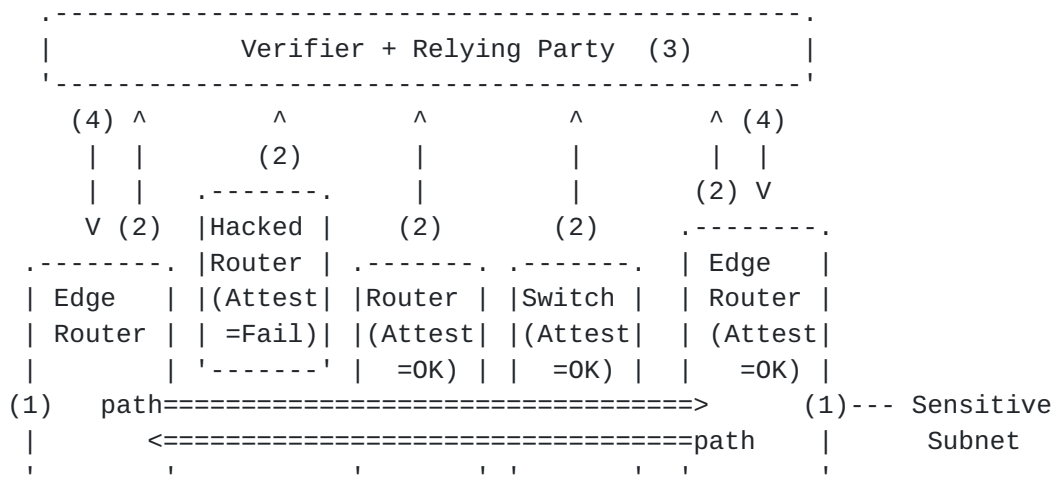 .------------------------------------------------.
|            Verifier + Relying Party  (3)       |
'------------------------------------------------'
(4) ^        ^        ^         ^        ^ (4)
| |       (2)       |         |        | |
| |   .-------.     |         |       (2) V
V (2)  |Hacked |    (2)       (2)     .--------.
.--------. |Router | .-------. .-------.  | Edge   |
| Edge   | |(Attest| |Router | |Switch |  | Router |
| Router | | =Fail)| |(Attest| |(Attest|  | (Attest|
|        | '-------' |  =OK) | |  =OK) |  |   =OK) |
(1)   path==================================>      (1)--- Sensitive
|       <===================================path    |      Subnet
'        '           '       ' '       '  '        '